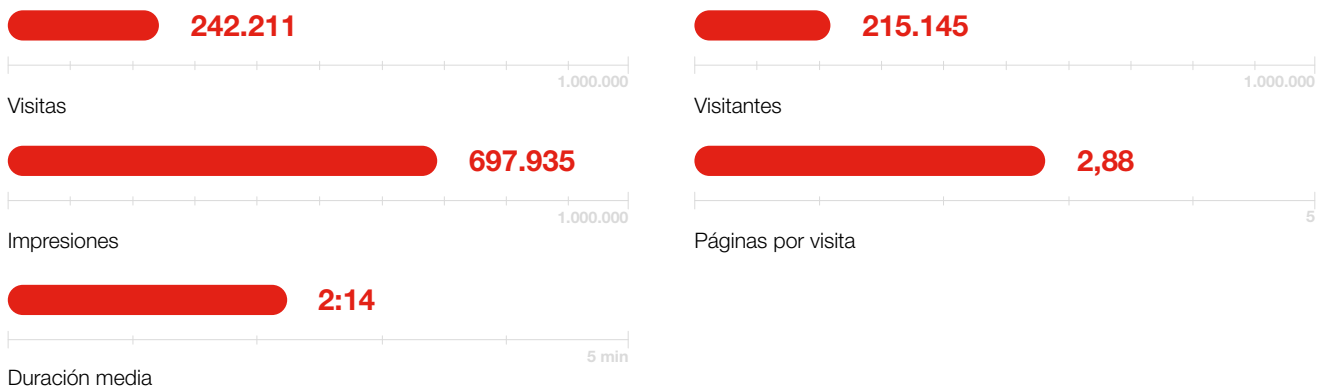 242.211
1.000.000
Visitas
215.145
1.000.000
Visitantes
697.935
1.000.000
Impresiones
2,88
5
Páginas por visita
2:14
5 min
Duración media